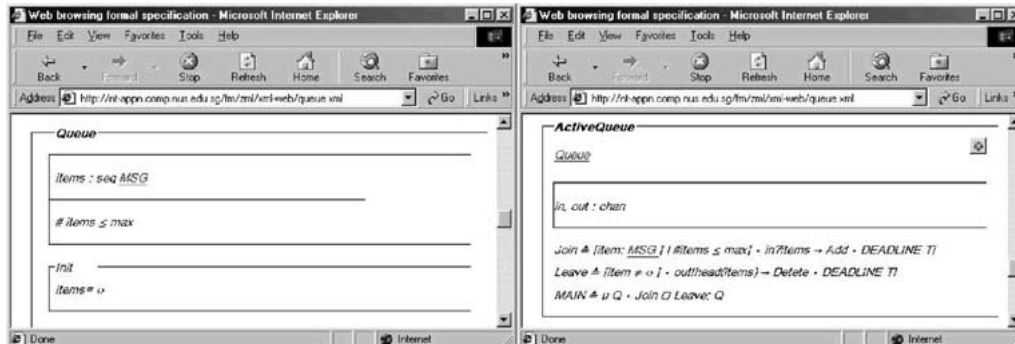 Web browsing formal specification - Microsoft Internet Explorer
File Edit View Favorites Tools Help
Back Forward Stop Refresh Home Search Favorites
Address http://nt-appn.comp.nus.edu.sg/fm/zml/xml-web/queue.xml Go Links
Queue
items : seq MSG
# items ≤ max
Init
items =
Done Internet
Web browsing formal specification - Microsoft Internet Explorer
File Edit View Favorites Tools Help
Back Forward Stop Refresh Home Search Favorites
Address http://nt-appn.comp.nus.edu.sg/fm/zml/xml-web/queue.xml Go Links
ActiveQueue
Queue
in, out : chan
Join ≙ [item: MSG ] | #items ≤ max] • in?items → Add • DEADLINE Tl
Leave ≙ [item ≠ ] • out!head(items) → Delete • DEADLINE Tl
MAIN ≙ μ Q • Join □ Leave; Q
Done Internet